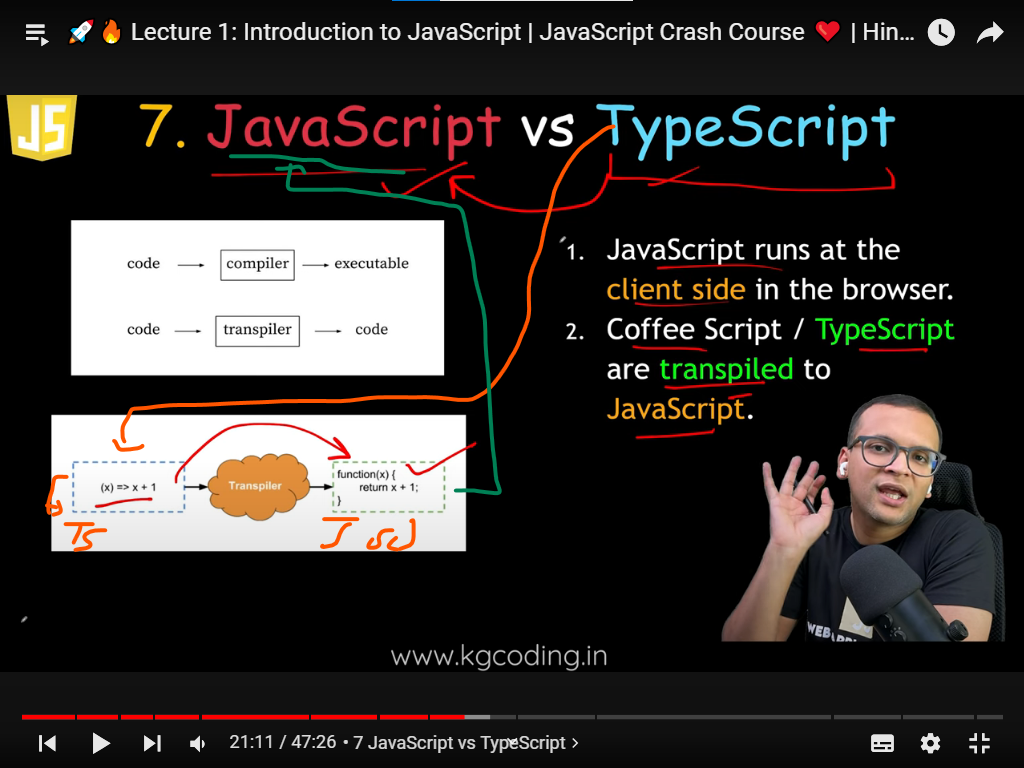 🚀🔥 Lecture 1: Introduction to JavaScript | JavaScript Crash Course ❤️ | Hin...
JS
7. JavaScript vs TypeScript
code → compiler → executable
code → transpiler → code
1. JavaScript runs at the
client side in the browser.
2. Coffee Script / TypeScript
are transpiled to
JavaScript.
(x) => x + 1
Transpiler
function(x) {
return x + 1;
}
Ts
www.kgcoding.in
21:11 / 47:26 • 7 JavaScript vs TypeScript >